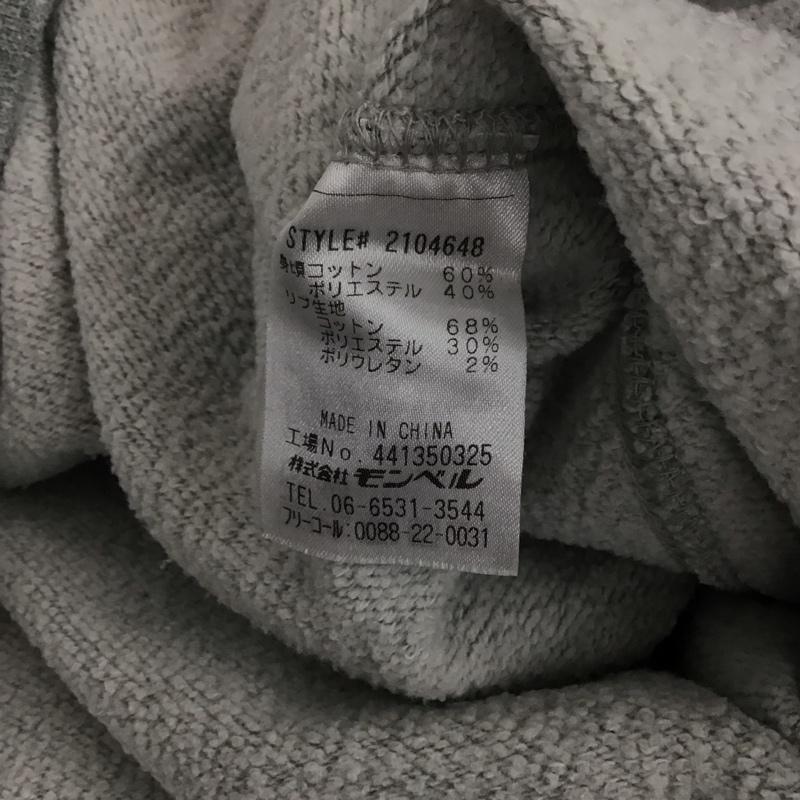 STYLE# 2104648
身生地 コットン 60%
ポリエステル 40%
リブ生地
コットン 68%
ポリエステル 30%
ポリウレタン 2%
MADE IN CHINA
工場No. 441350325
株式会社モンベル
TEL.06-6531-3544
フリーコール:0088-22-0031